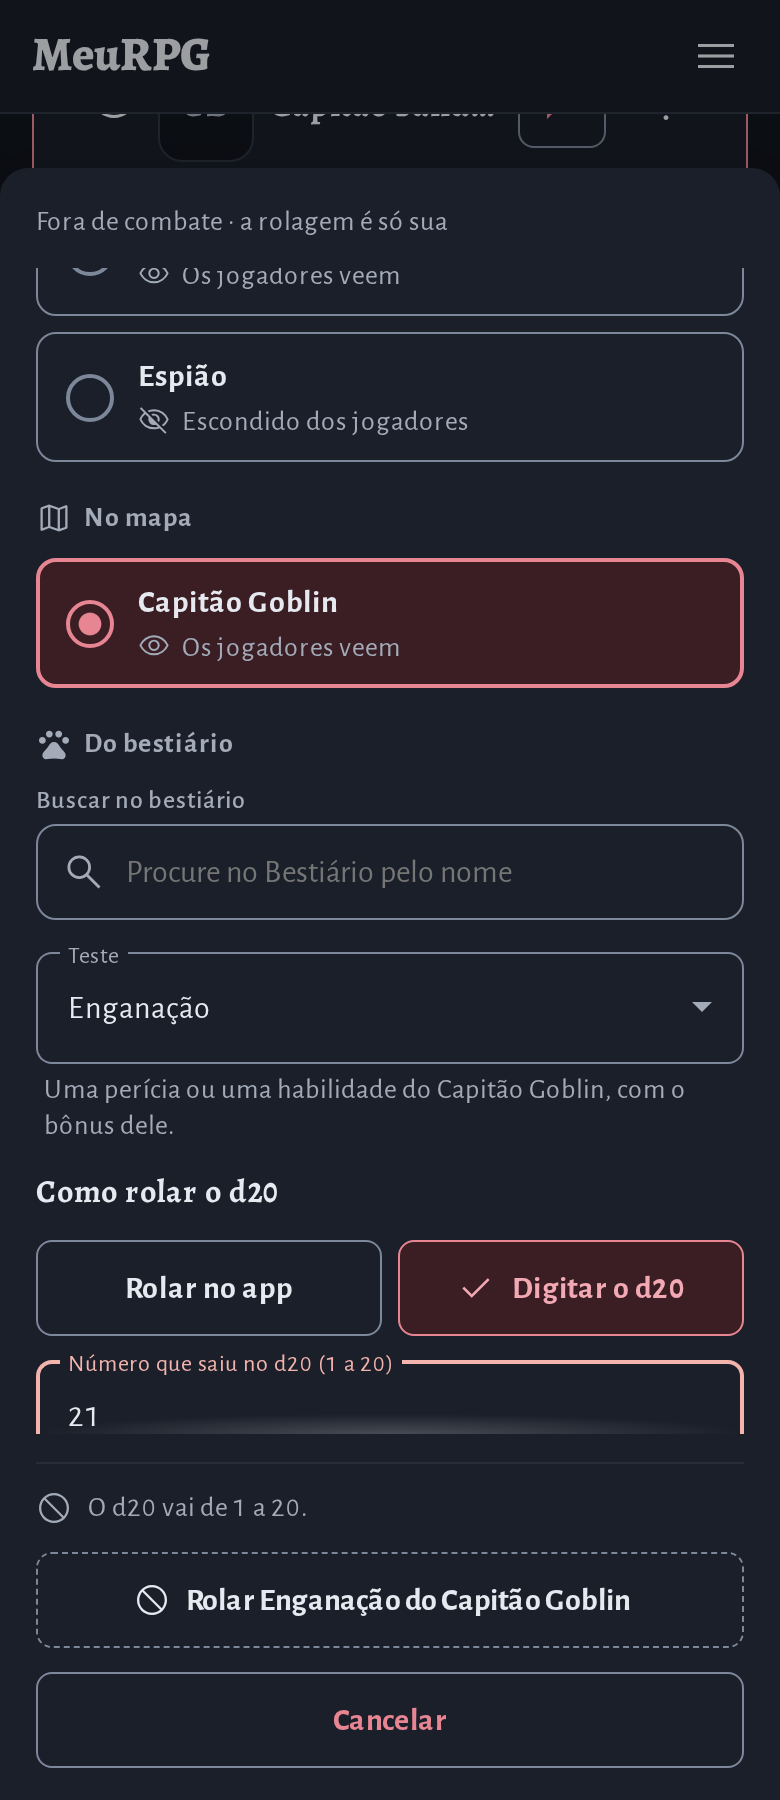 MeuRPG
Fora de combate · a rolagem é só sua
Os jogadores veem
Espião
Escondido dos jogadores
No mapa
Capitão Goblin
Os jogadores veem
Do bestiário
Buscar no bestiário
Procure no Bestiário pelo nome
Teste
Enganação
Uma perícia ou uma habilidade do Capitão Goblin, com o
bônus dele.
Como rolar o d20
Rolar no app
Digitar o d20
Número que saiu no d20 (1 a 20)
21
O d20 vai de 1 a 20.
Rolar Enganação do Capitão Goblin
Cancelar